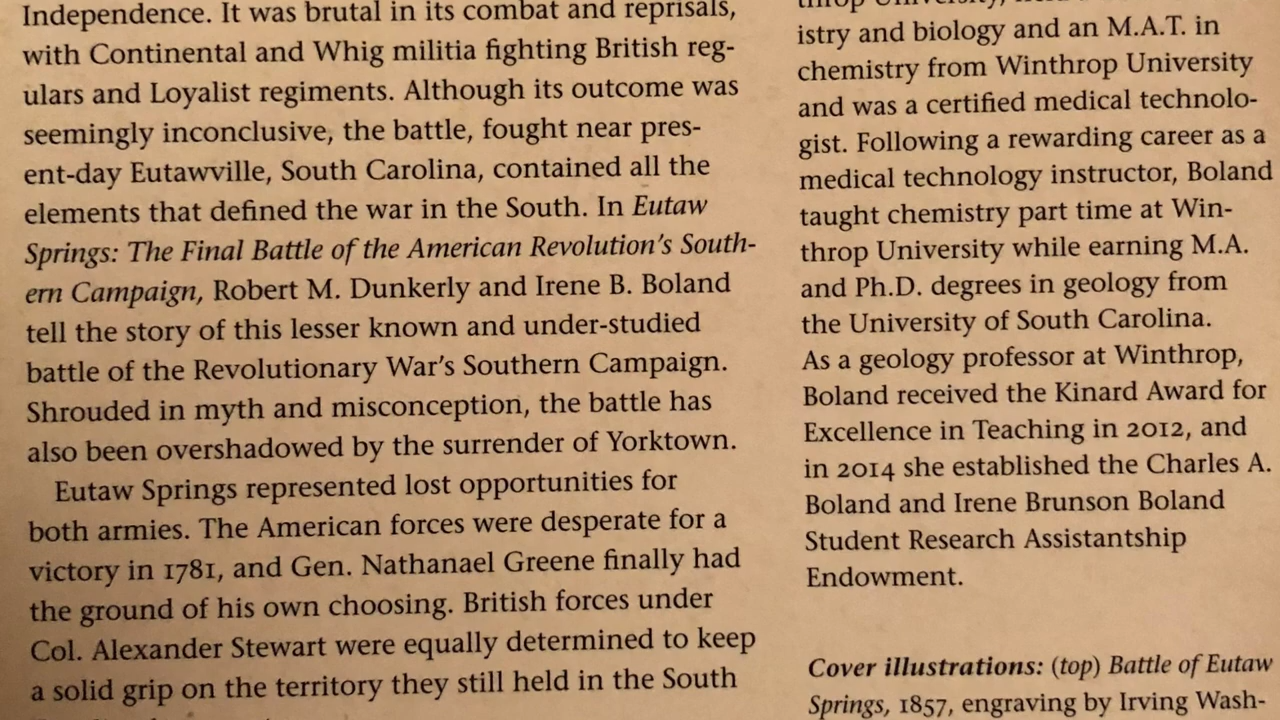 Independence. It was brutal in its combat and reprisals,
with Continental and Whig militia fighting British reg-
ulars and Loyalist regiments. Although its outcome was
seemingly inconclusive, the battle, fought near pres-
ent-day Eutawville, South Carolina, contained all the
elements that defined the war in the South. In Eutaw
Springs: The Final Battle of the American Revolution's South-
ern Campaign, Robert M. Dunkerly and Irene B. Boland
tell the story of this lesser known and under-studied
battle of the Revolutionary War's Southern Campaign.
Shrouded in myth and misconception, the battle has
also been overshadowed by the surrender of Yorktown.
Eutaw Springs represented lost opportunities for
both armies. The American forces were desperate for a
victory in 1781, and Gen. Nathanael Greene finally had
the ground of his own choosing. British forces under
Col. Alexander Stewart were equally determined to keep
a solid grip on the territory they still held in the South
istry and biology and an M.A.T. in
chemistry from Winthrop University
and was a certified medical technolo-
gist. Following a rewarding career as a
medical technology instructor, Boland
taught chemistry part time at Win-
throp University while earning M.A.
and Ph.D. degrees in geology from
the University of South Carolina.
As a geology professor at Winthrop,
Boland received the Kinard Award for
Excellence in Teaching in 2012, and
in 2014 she established the Charles A.
Boland and Irene Brunson Boland
Student Research Assistantship
Endowment.
Cover illustrations: (top) Battle of Eutaw
Springs, 1857, engraving by Irving Wash-